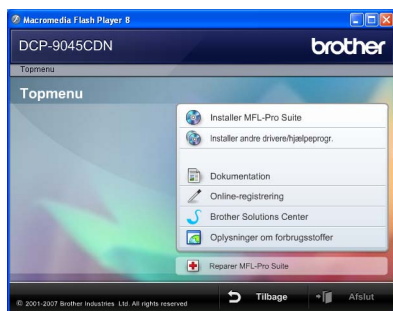 Macromedia Flash Player 8
DCP-9045CDN
brother
Topmenu
Topmenu
Installer MFL-Pro Suite
Installer andre drivere/hjælpeprogr.
Dokumentation
Online-registrering
Brother Solutions Center
Oplysninger om forbrugsstoffer
Reparer MFL-Pro Suite
© 2001-2007 Brother Industries Ltd. All rights reserved
Tilbage
Afslut